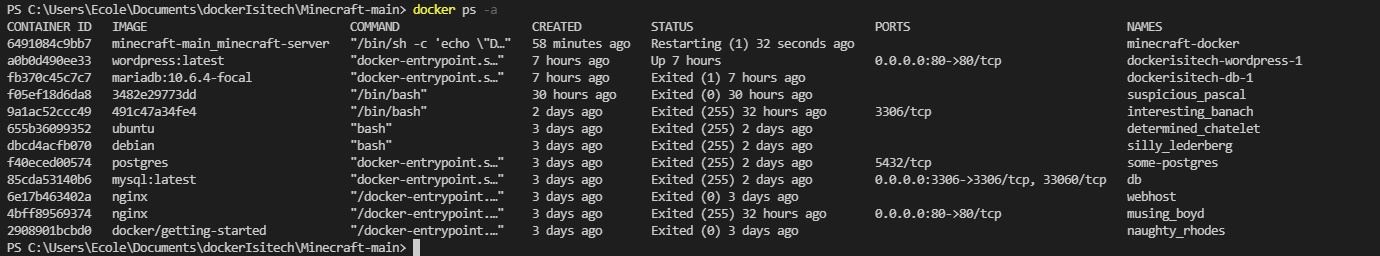 PS C:\Users\Ecole\Documents\dockerIsitech\Minecraft-main> docker ps -a
CONTAINER ID   IMAGE                            COMMAND                  CREATED          STATUS                          PORTS                               NAMES
6491084c9bb7   minecraft-main_minecraft-server  "/bin/sh -c 'echo \"D…"   58 minutes ago   Restarting (1) 32 seconds ago                                       minecraft-docker
a0b0d490ee33   wordpress:latest                 "docker-entrypoint.s…"   7 hours ago      Up 7 hours                      0.0.0.0:80->80/tcp                  dockerisitech-wordpress-1
fb370c45c7c7   mariadb:10.6.4-focal             "docker-entrypoint.s…"   7 hours ago      Exited (1) 7 hours ago                                              dockerisitech-db-1
f05ef18d6da8   3482e29773dd                     "/bin/bash"              30 hours ago     Exited (0) 30 hours ago                                             suspicious_pascal
9a1ac52ccc49   491c47a34fe4                     "/bin/bash"              2 days ago       Exited (255) 32 hours ago       3306/tcp                            interesting_banach
655b36099352   ubuntu                           "bash"                   3 days ago       Exited (255) 2 days ago                                             determined_chatelet
dbcd4acfb070   debian                           "bash"                   3 days ago       Exited (255) 2 days ago                                             silly_lederberg
f40eced00574   postgres                         "docker-entrypoint.s…"   3 days ago       Exited (255) 2 days ago         5432/tcp                            some-postgres
85cda53140b6   mysql:latest                     "docker-entrypoint.s…"   3 days ago       Exited (255) 2 days ago         0.0.0.0:3306->3306/tcp, 33060/tcp   db
6e17b463402a   nginx                            "/docker-entrypoint.…"   3 days ago       Exited (0) 3 days ago                                               webhost
4bff89569374   nginx                            "/docker-entrypoint.…"   3 days ago       Exited (255) 32 hours ago       0.0.0.0:80->80/tcp                  musing_boyd
2908901bcbd0   docker/getting-started           "/docker-entrypoint.…"   3 days ago       Exited (0) 3 days ago                                               naughty_rhodes
PS C:\Users\Ecole\Documents\dockerIsitech\Minecraft-main>